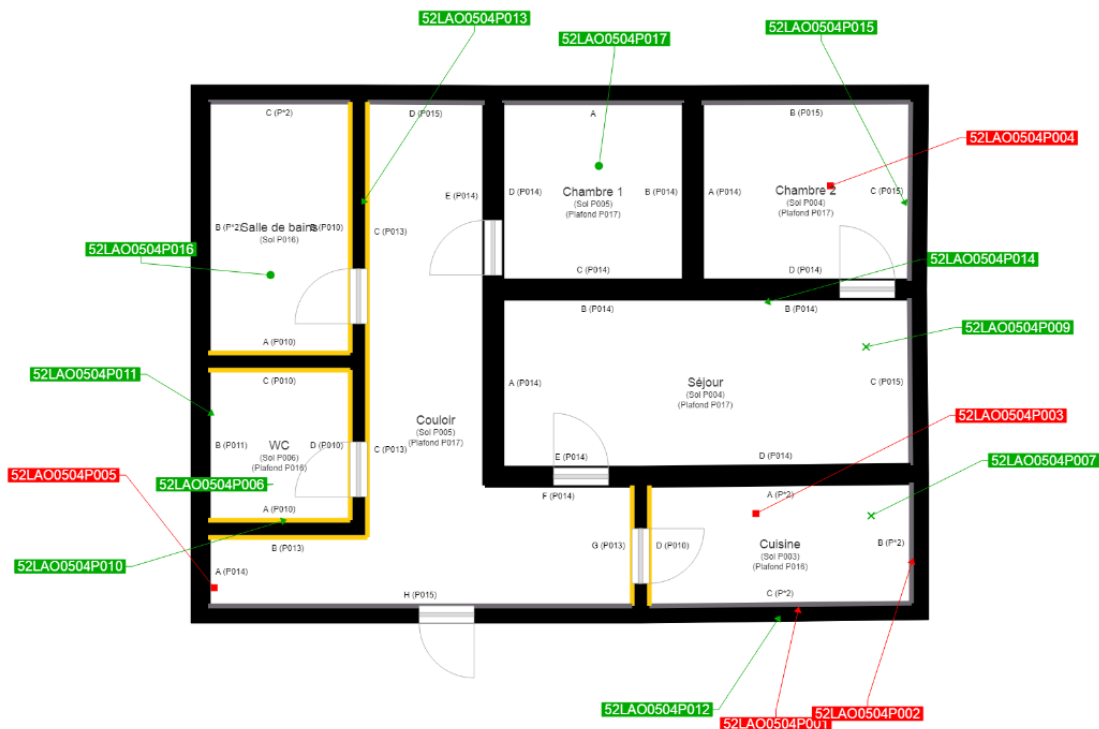 52LAO0504P013
52LAO0504P017
52LAO0504P015
C (P*2)
D (P015)
A
B (P015)
52LAO0504P004
E (P014)
D (P014)
Chambre 1
(Sol P005)
(Plafond P017)
B (P014)
A (P014)
Chambre 2
(Sol P004)
(Plafond P017)
C (P015)
B (P*2)
Salle de bains
(Sol P016)
D (P010)
C (P013)
52LAO0504P016
C (P014)
D (P014)
52LAO0504P014
B (P014)
B (P014)
52LAO0504P009
A (P010)
52LAO0504P011
C (P010)
A (P014)
Séjour
(Sol P004)
(Plafond P017)
C (P015)
52LAO0504P003
Couloir
(Sol P005)
(Plafond P017)
B (P011)
WC
(Sol P006)
(Plafond P016)
D (P010)
C (P013)
E (P014)
D (P014)
52LAO0504P007
52LAO0504P005
52LAO0504P006
F (P014)
A (P*2)
A (P010)
B (P013)
G (P013)
D (P010)
Cuisine
(Sol P003)
(Plafond P016)
B (P*2)
52LAO0504P010
A (P014)
H (P015)
C (P*2)
52LAO0504P012
52LAO0504P001
52LAO0504P002